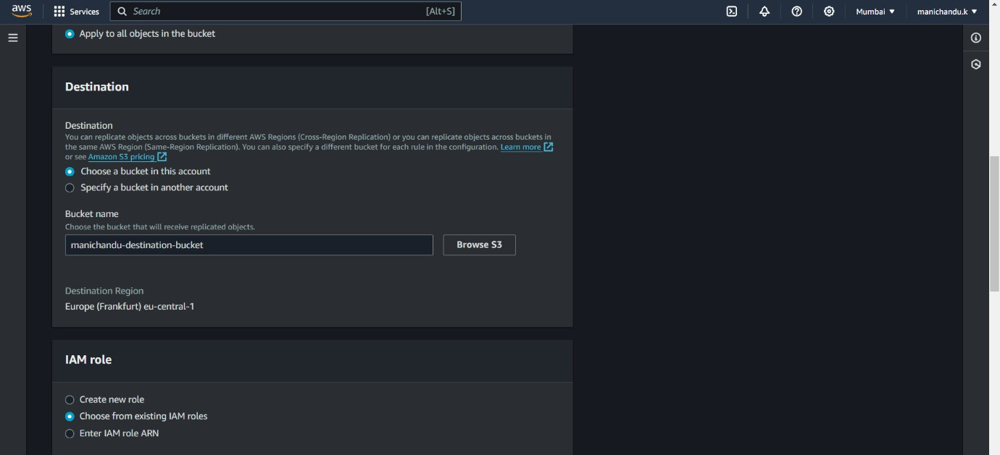 aws Services Search [Alt+S] Mumbai manichandu.k
Apply to all objects in the bucket
Destination
Destination
You can replicate objects across buckets in different AWS Regions (Cross-Region Replication) or you can replicate objects across buckets in
the same AWS Region (Same-Region Replication). You can also specify a different bucket for each rule in the configuration. Learn more
or see Amazon S3 pricing
Choose a bucket in this account
Specify a bucket in another account
Bucket name
Choose the bucket that will receive replicated objects.
manichandu-destination-bucket Browse S3
Destination Region
Europe (Frankfurt) eu-central-1
IAM role
Create new role
Choose from existing IAM roles
Enter IAM role ARN